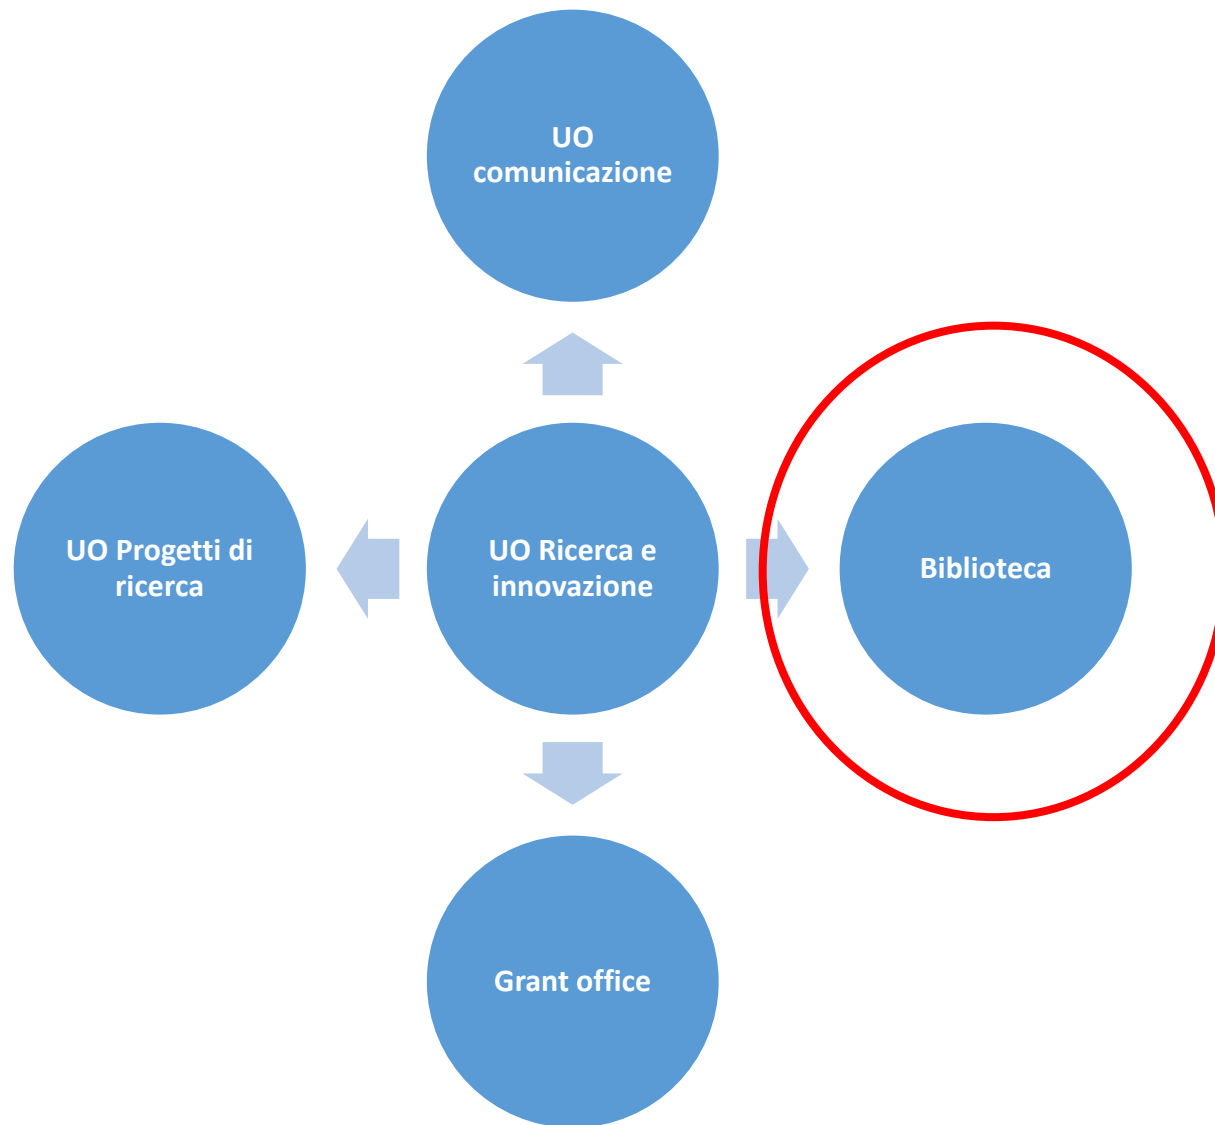 UO
comunicazione
UO Progetti di
ricerca
UO Ricerca e
innovazione
Biblioteca
Grant office